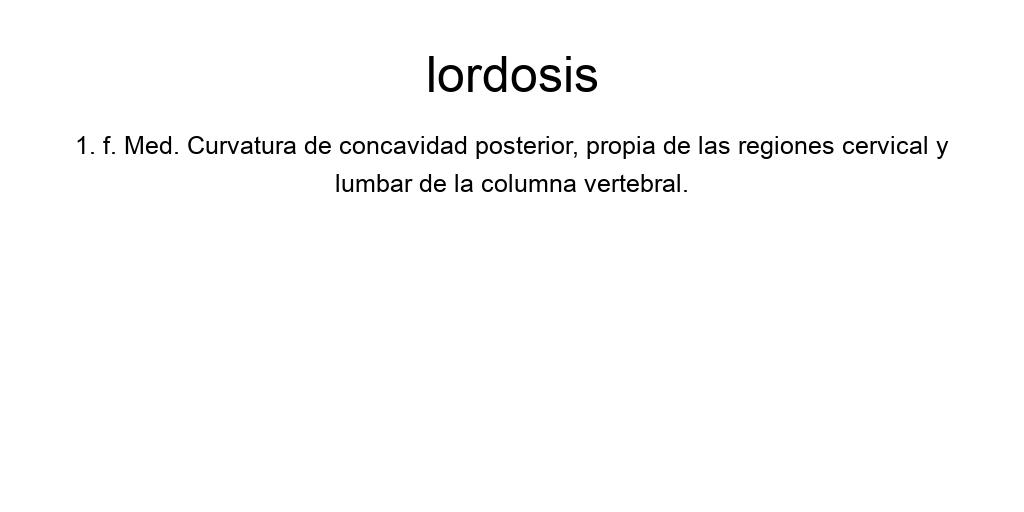 lordosis
1. f. Med. Curvatura de concavidad posterior, propia de las regiones cervical y
lumbar de la columna vertebral.